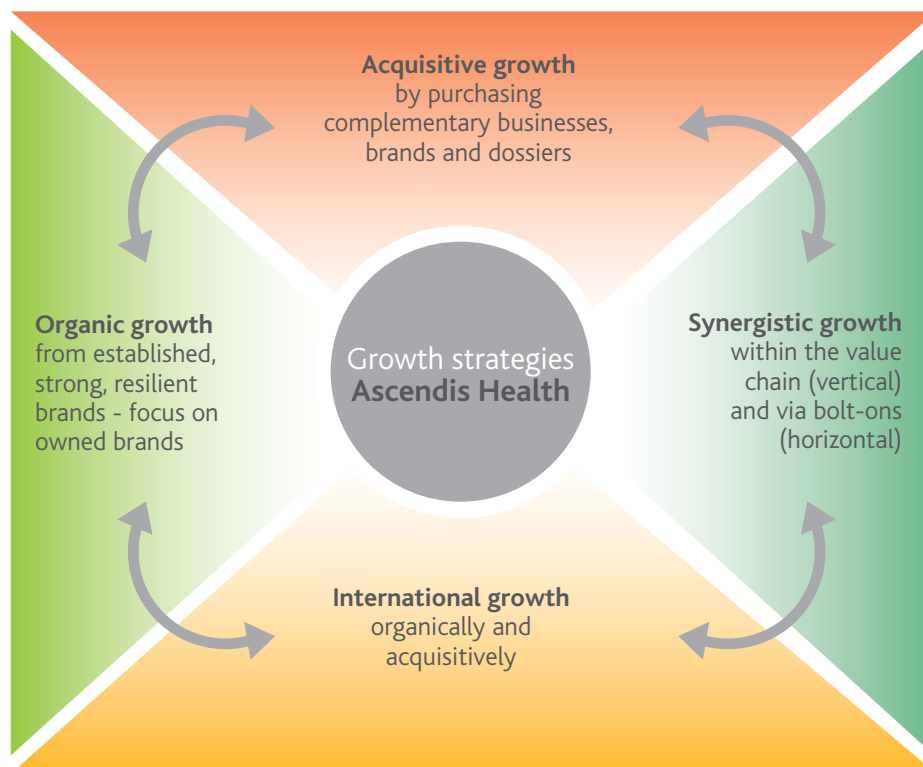 Acquisitive growth
by purchasing
complementary businesses,
brands and dossiers
Organic growth
from established,
strong, resilient
brands - focus on
owned brands
Growth strategies
Ascendis Health
Synergistic growth
within the value
chain (vertical)
and via bolt-ons
(horizontal)
International growth
organically and
acquisitively